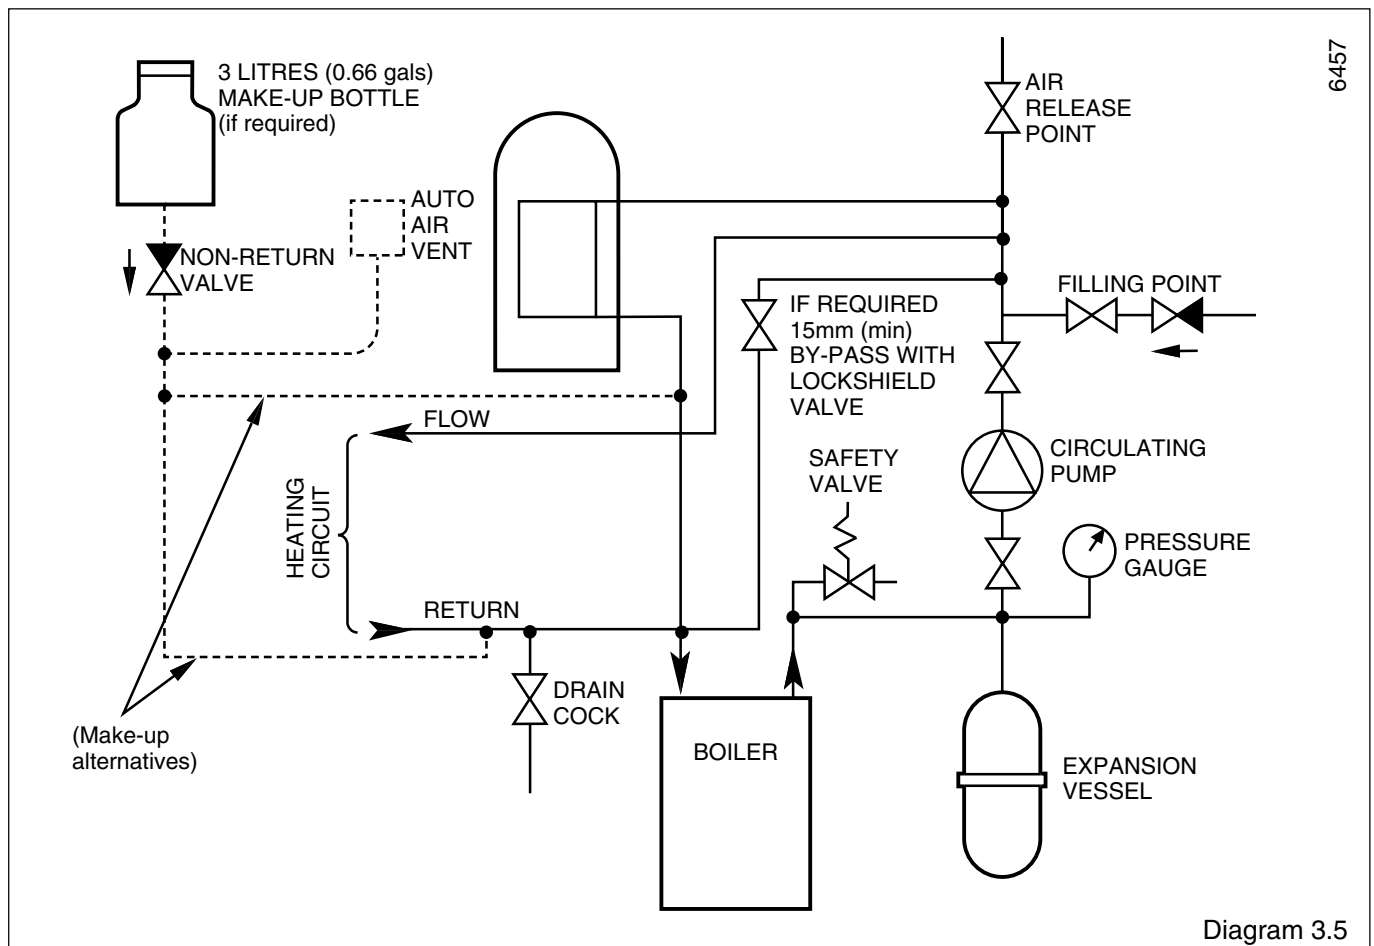 6457
3 LITRES (0.66 gals)
MAKE-UP BOTTLE
(if required)
AIR
RELEASE
POINT
AUTO
AIR
VENT
NON-RETURN
VALVE
FILLING POINT
IF REQUIRED
15mm (min)
BY-PASS WITH
LOCKSHIELD
VALVE
FLOW
CIRCULATING
PUMP
SAFETY
VALVE
HEATING
CIRCUIT
PRESSURE
GAUGE
RETURN
DRAIN
COCK
(Make-up
alternatives)
BOILER
EXPANSION
VESSEL
Diagram 3.5